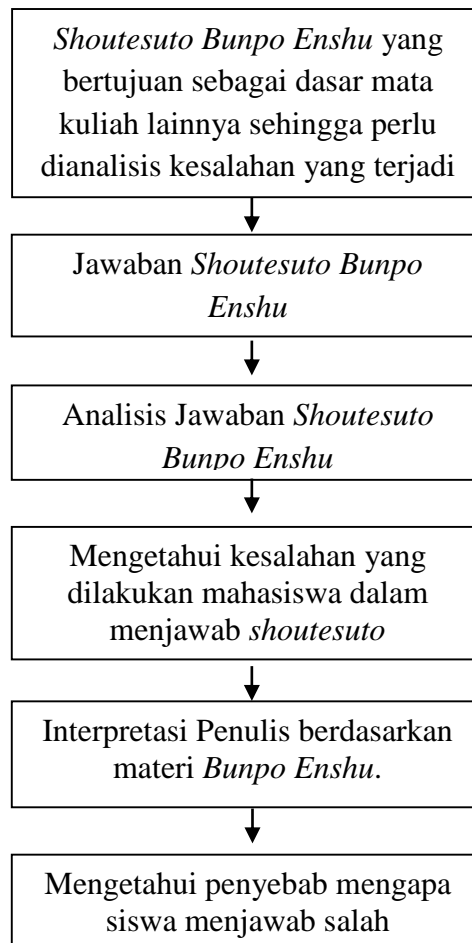 Shoutesuto Bunpo Enshu yang
bertujuan sebagai dasar mata
kuliah lainnya sehingga perlu
dianalisis kesalahan yang terjadi
Jawaban Shoutesuto Bunpo
Enshu
Analisis Jawaban Shoutesuto
Bunpo Enshu
Mengetahui kesalahan yang
dilakukan mahasiswa dalam
menjawab shoutesuto
Interpretasi Penulis berdasarkan
materi Bunpo Enshu.
Mengetahui penyebab mengapa
siswa menjawab salah